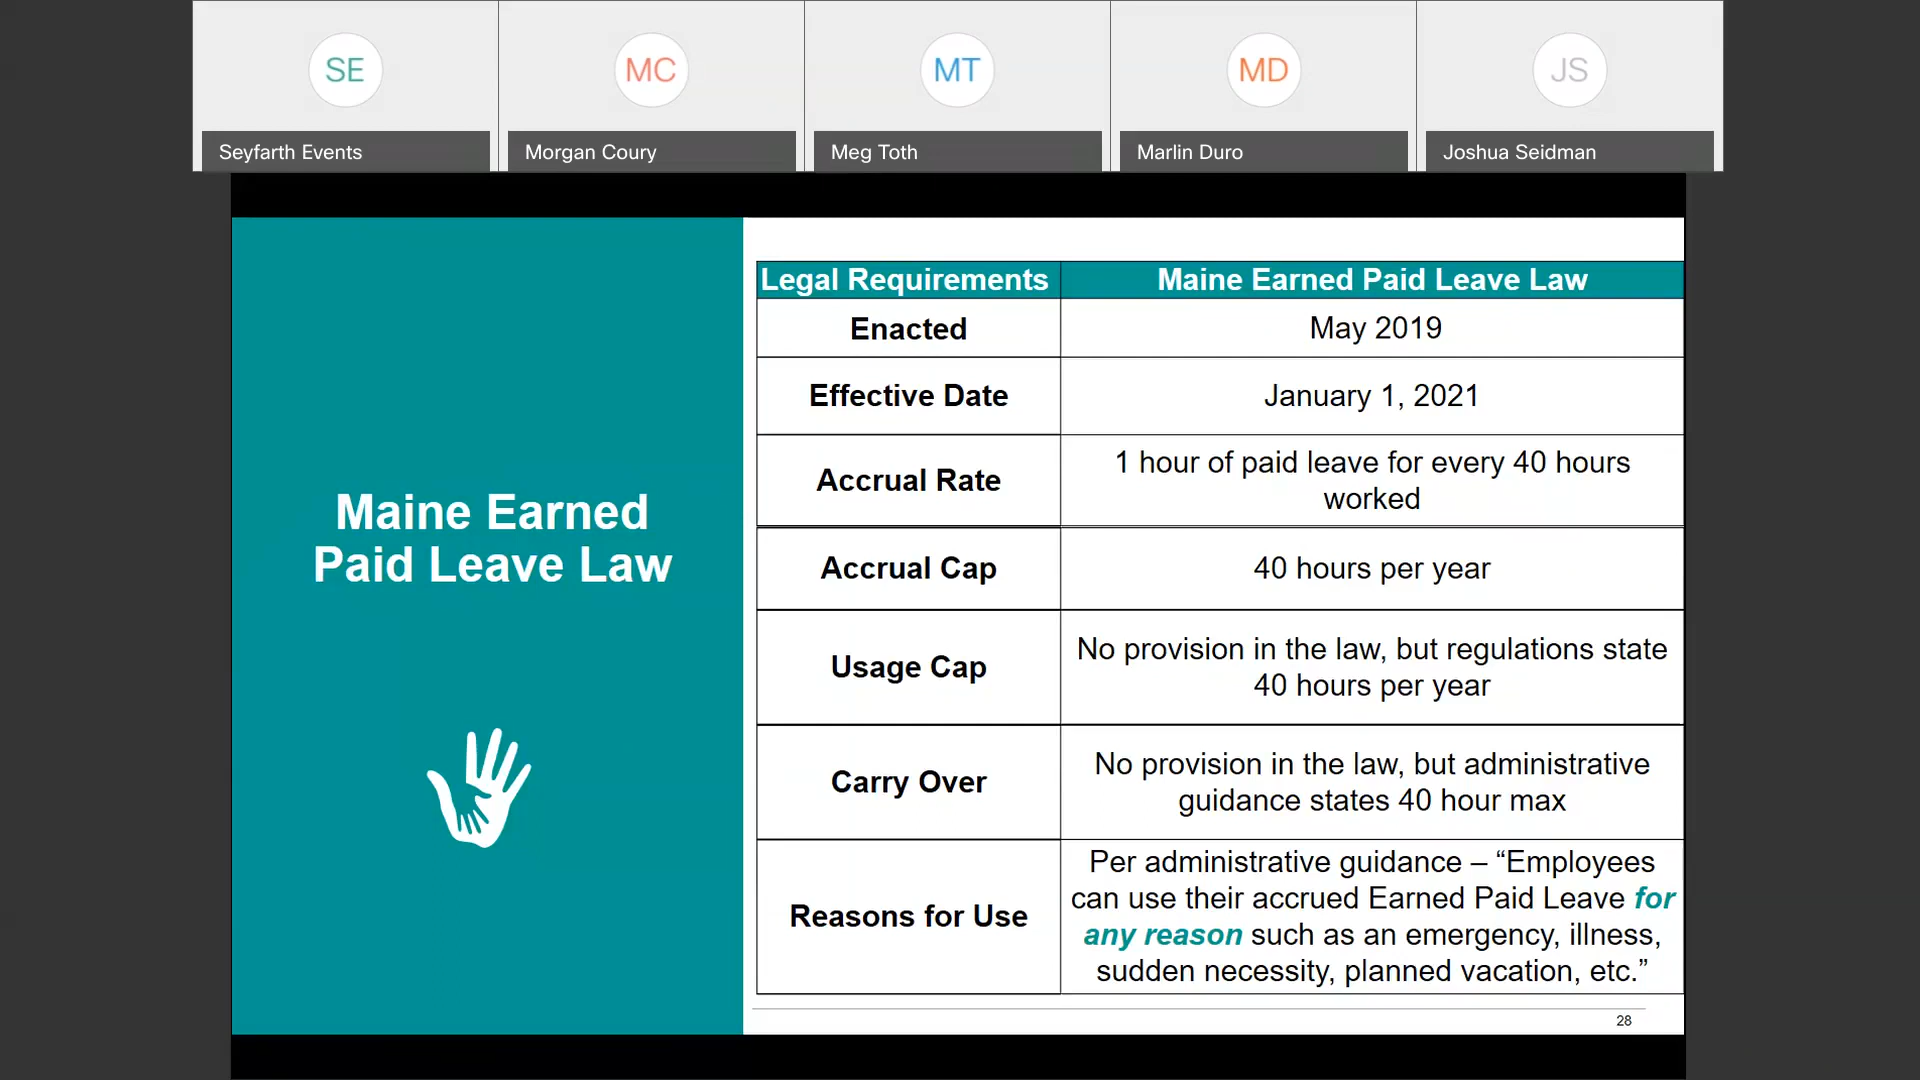 SE
MC
MT
MD
JS
Seyfarth Events
Morgan Coury
Meg Toth
Marlin Duro
Joshua Seidman
Maine Earned
Paid Leave Law
Legal Requirements
Maine Earned Paid Leave Law
Enacted
May 2019
Effective Date
January 1, 2021
Accrual Rate
1 hour of paid leave for every 40 hours
worked
Accrual Cap
40 hours per year
Usage Cap
No provision in the law, but regulations state
40 hours per year
Carry Over
No provision in the law, but administrative
guidance states 40 hour max
Reasons for Use
Per administrative guidance – “Employees
can use their accrued Earned Paid Leave for
any reason such as an emergency, illness,
sudden necessity, planned vacation, etc.”
28